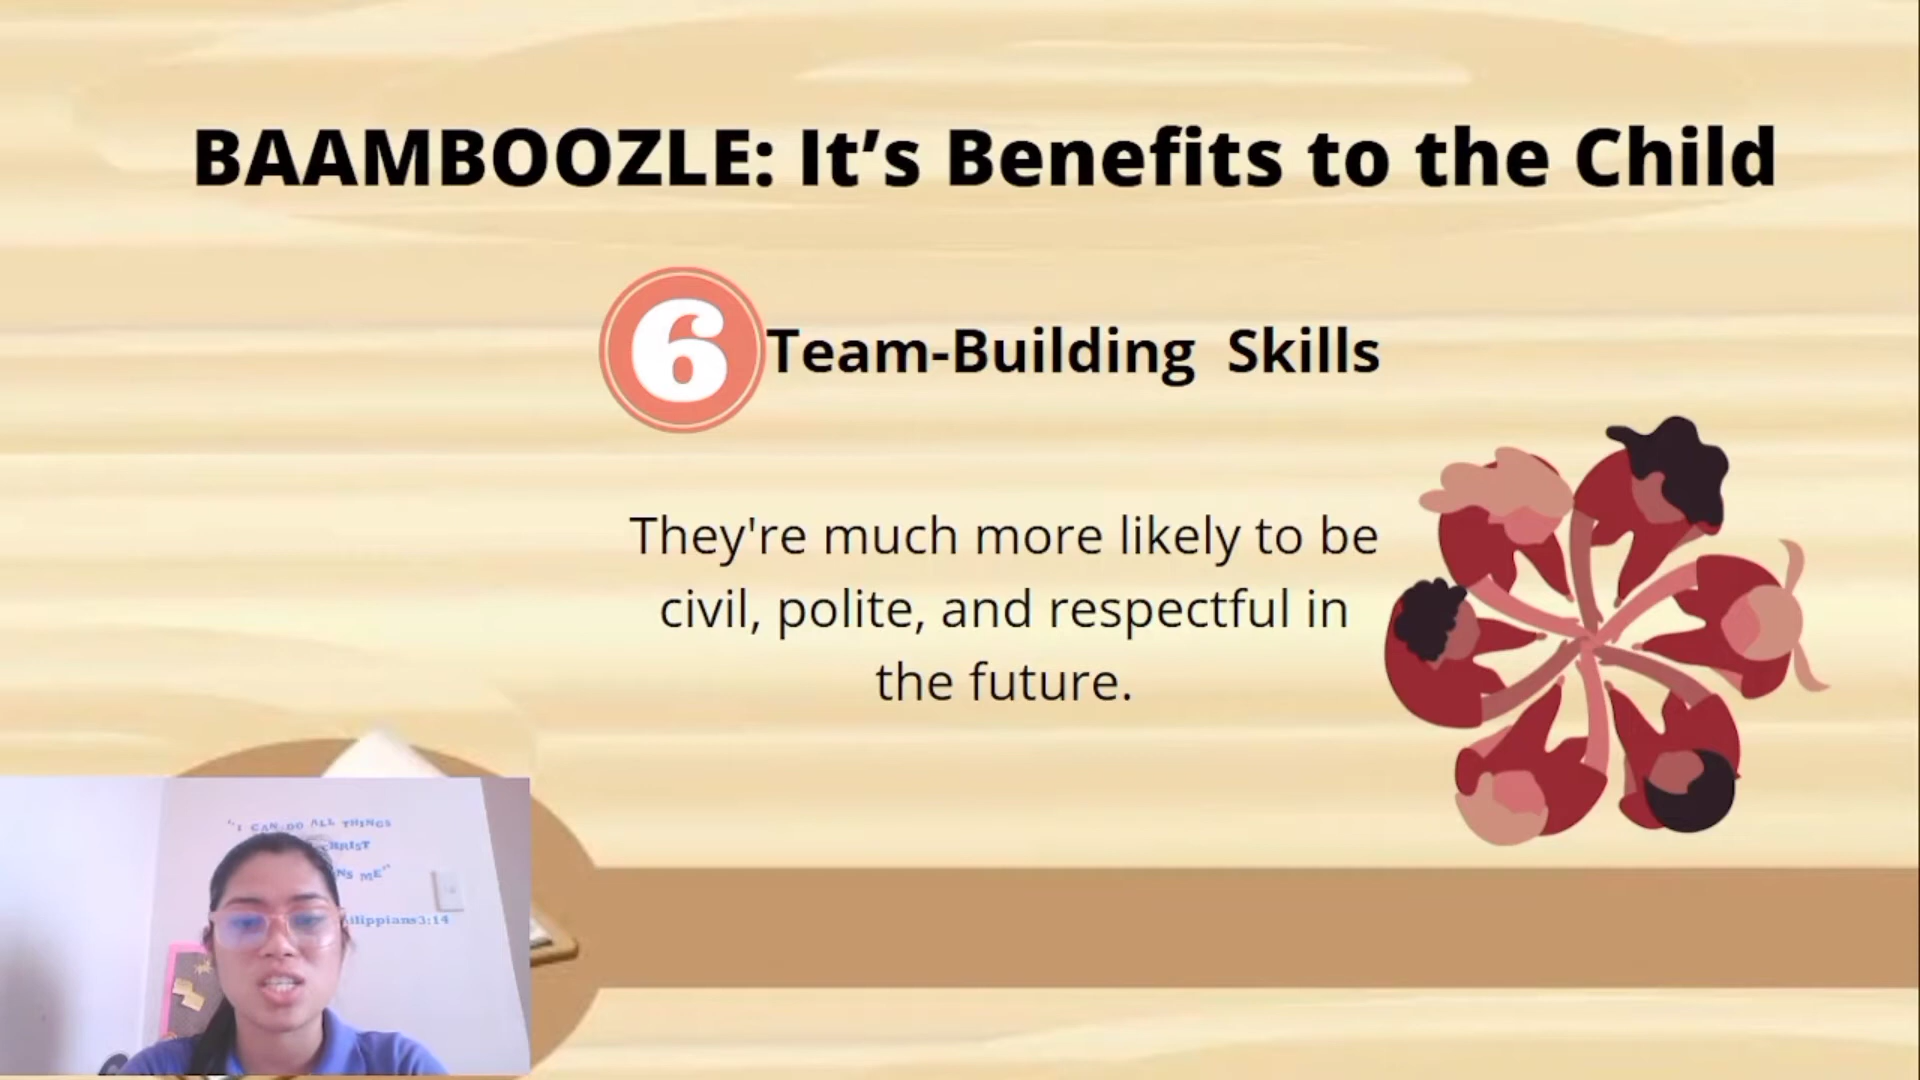 BAAMBOOZLE: It’s Benefits to the Child
6
Team-Building Skills
They're much more likely to be
civil, polite, and respectful in
the future.
"I CAN DO ALL THINGS
CHRIST
NS ME"
ilippians3:14